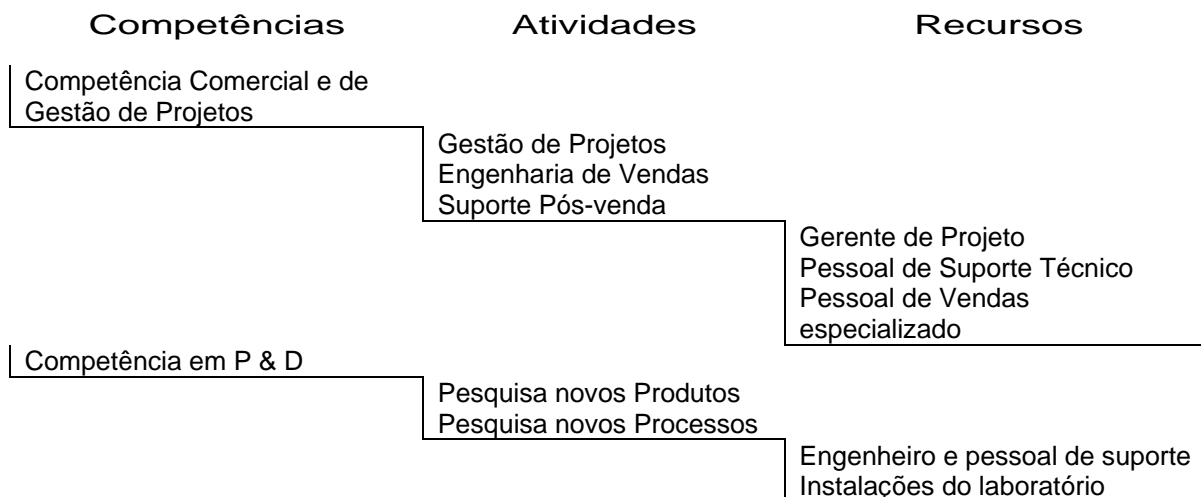 Competências Atividades Recursos
Competência Comercial e de
Gestão de Projetos
Gestão de Projetos
Engenharia de Vendas
Suporte Pós-venda
Gerente de Projeto
Pessoal de Suporte Técnico
Pessoal de Vendas
especializado
Competência em P & D
Pesquisa novos Produtos
Pesquisa novos Processos
Engenheiro e pessoal de suporte
Instalações do laboratório